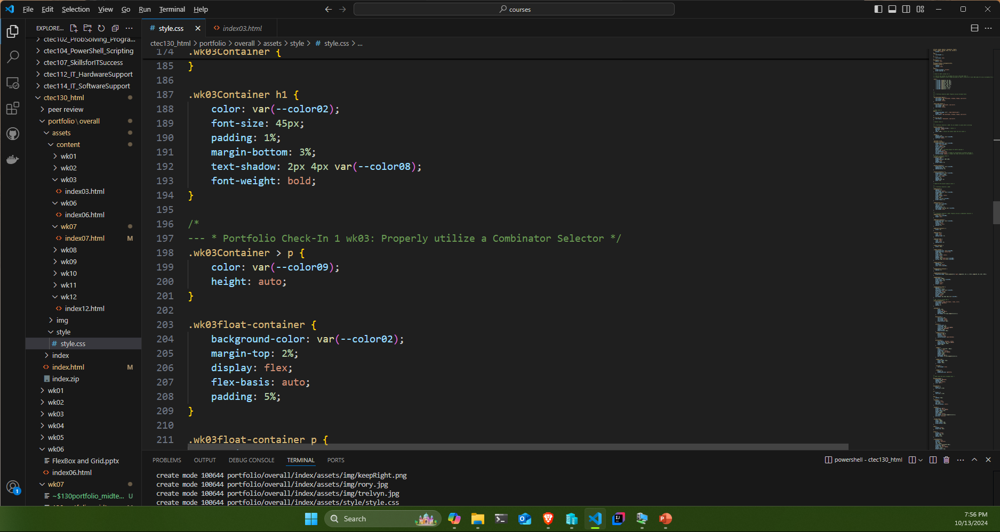 File Edit Selection View Go Run Terminal Help
courses
EXPLORE...
style.css
index03.html
ctec130_html > portfolio > overall > assets > style > # style.css > ...
ctec102_ProbSolving_Progra...
ctec104_PowerShell_Scripting
ctec107_SkillsforITSuccess
ctec112_IT_HardwareSupport
ctec114_IT_SoftwareSupport
ctec130_html
peer review
portfolio\overall
assets
content
wk01
wk02
wk03
index03.html
wk06
index06.html
wk07
index07.html M
wk08
wk09
wk10
wk11
wk12
index12.html
img
style
# style.css
index
index.html M
index.zip
wk01
wk02
wk03
wk04
wk05
wk06
FlexBox and Grid.pptx
index06.html
wk07
~$130portfolio_midte... U
1
174 .wk03Container {
185 }
186
187 .wk03Container h1 {
188 color: var(--color02);
189 font-size: 45px;
190 padding: 1%;
191 margin-bottom: 3%;
192 text-shadow: 2px 4px var(--color08);
193 font-weight: bold;
194 }
195
196 /*
197 --- * Portfolio Check-In 1 wk03: Properly utilize a Combinator Selector */
198 .wk03Container > p {
199 color: var(--color09);
200 height: auto;
201 }
202
203 .wk03float-container {
204 background-color: var(--color02);
205 margin-top: 2%;
206 display: flex;
207 flex-basis: auto;
208 padding: 5%;
209 }
210
211 .wk03float-container p {
PROBLEMS OUTPUT DEBUG CONSOLE TERMINAL PORTS
powershell - ctec130_html
create mode 100644 portfolio/overall/index/assets/img/keepRight.png
create mode 100644 portfolio/overall/index/assets/img/rory.jpg
create mode 100644 portfolio/overall/index/assets/img/trelvyn.jpg
create mode 100644 portfolio/overall/index/assets/style/style.css
Search
7:56 PM
10/13/2024